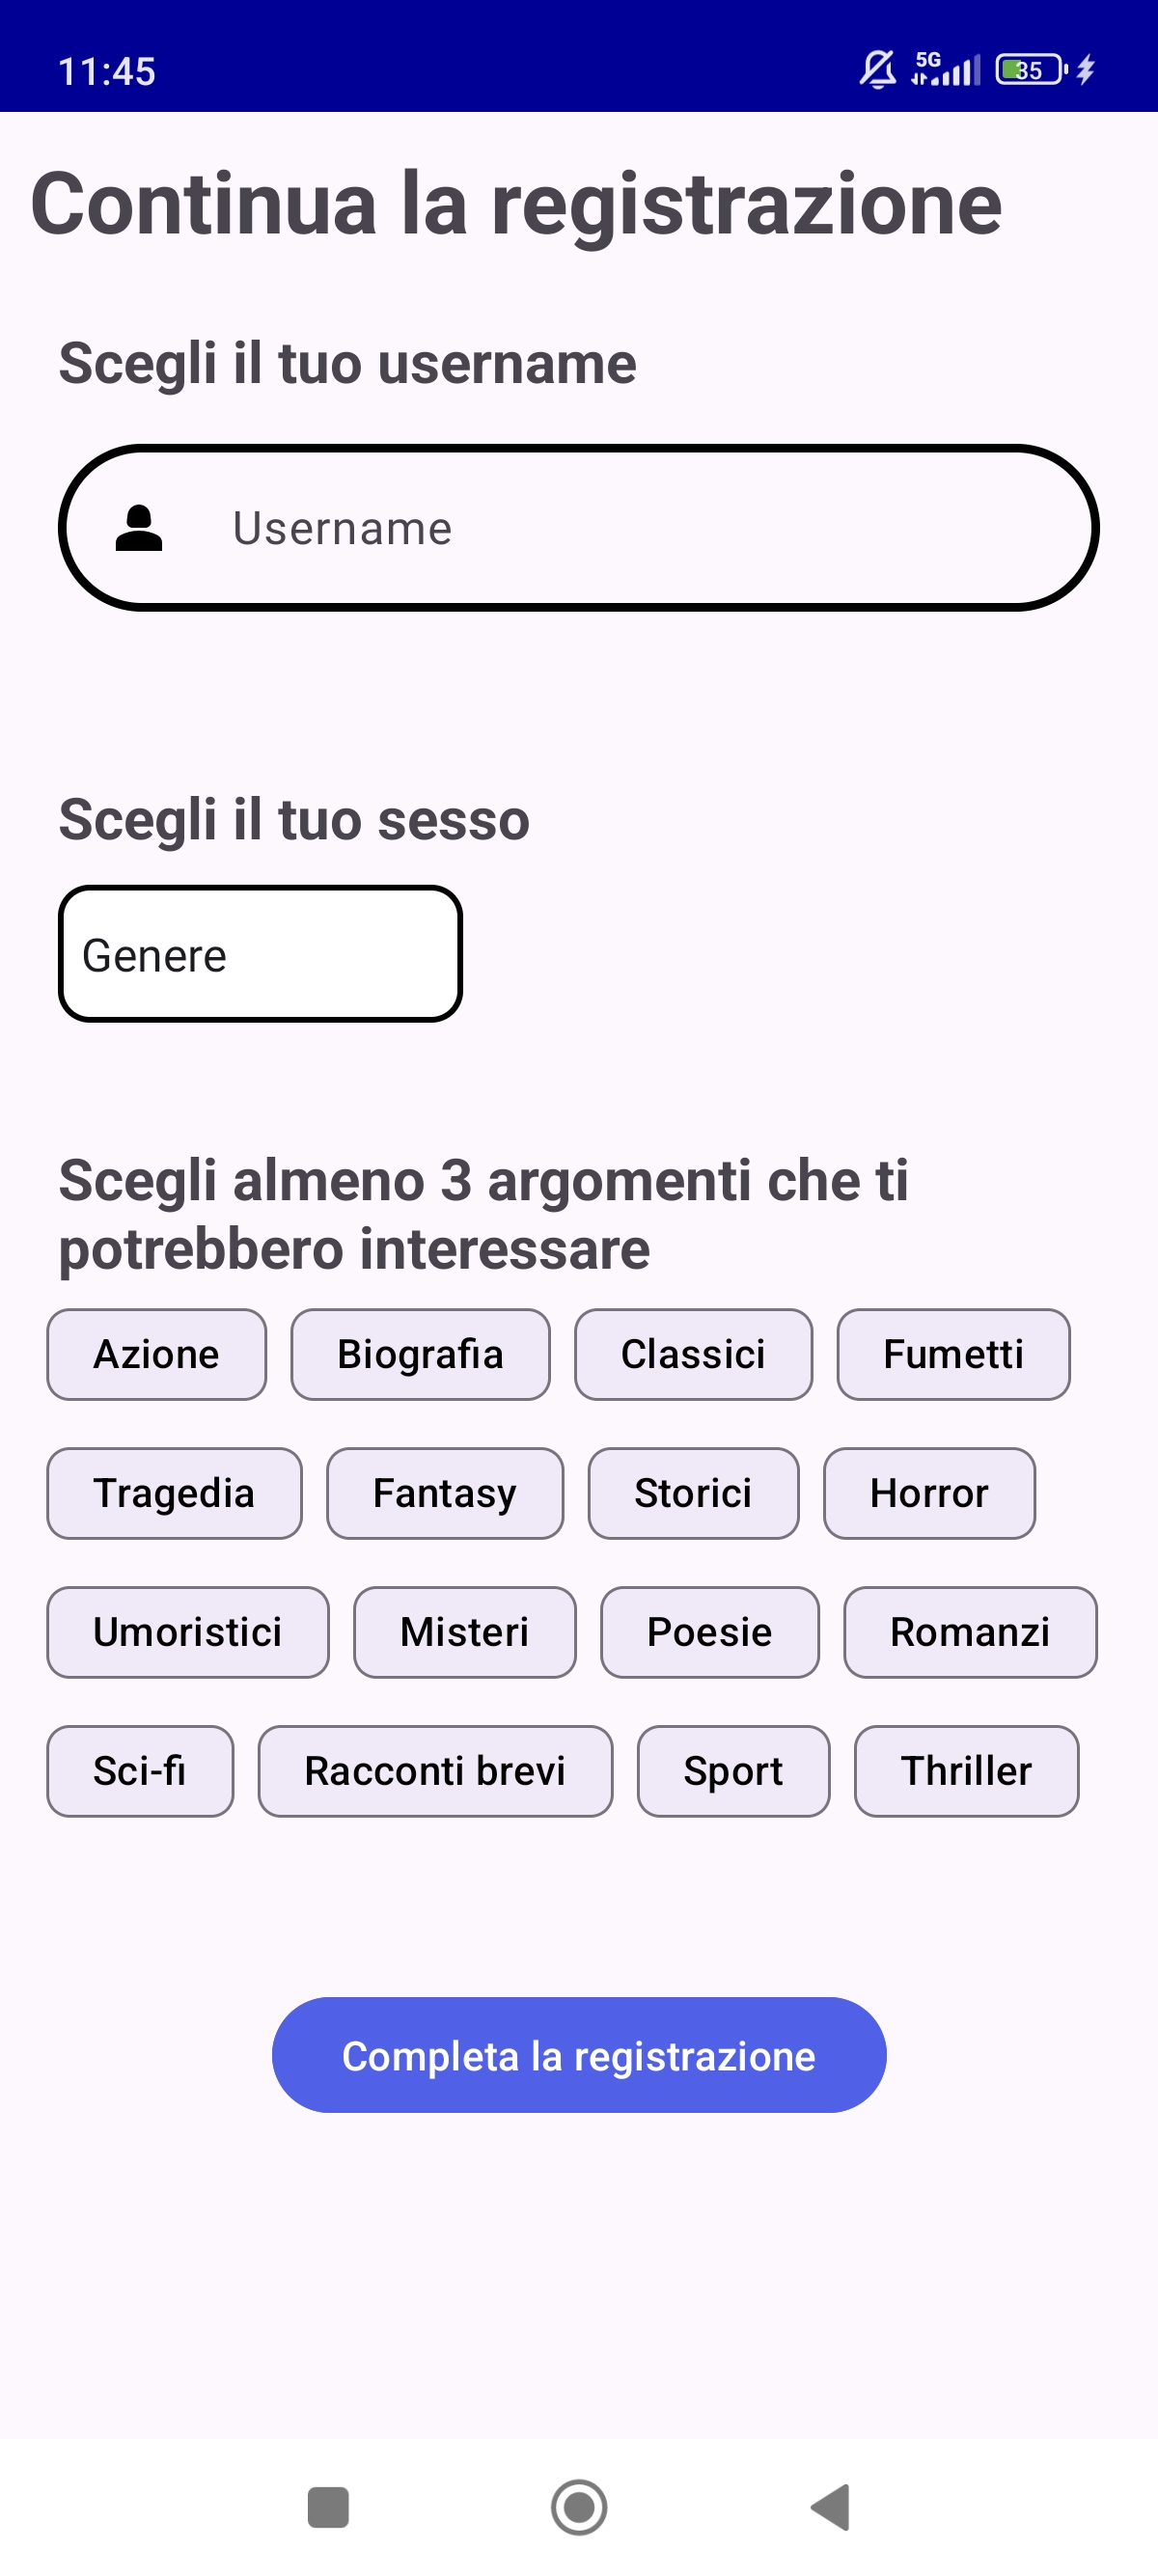 11:45
5G
35
Continua la registrazione
Scegli il tuo username
Username
Scegli il tuo sesso
Genere
Scegli almeno 3 argomenti che ti
potrebbero interessare
Azione Biografia Classici Fumetti
Tragedia Fantasy Storici Horror
Umoristici Misteri Poesie Romanzi
Sci-fi Racconti brevi Sport Thriller
Completa la registrazione